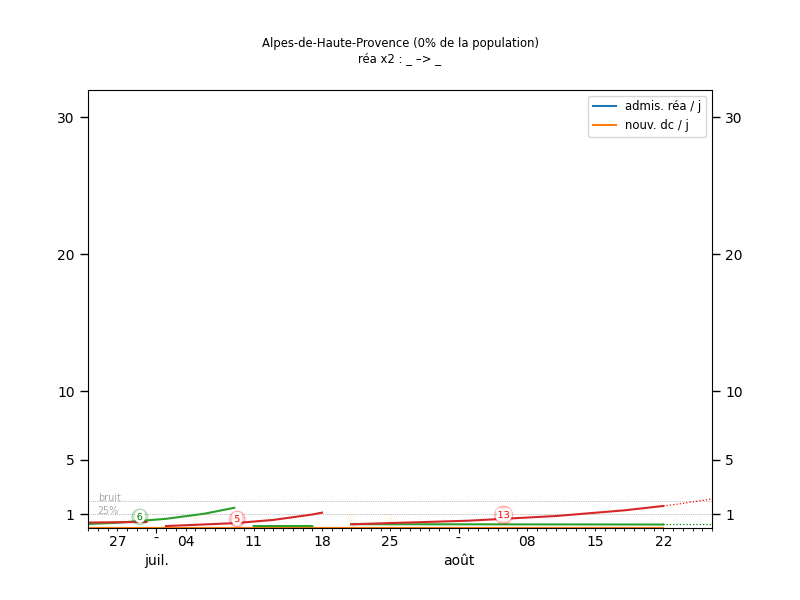 Alpes-de-Haute-Provence (0% de la population)
réa x2 : _ –> _
admis. réa / j
nouv. dc / j
30 30
20 20
10 10
5 5
1 1
bruit
25%
6 5 13
27 - 04 11 18 25 - 08 15 22
juil. août